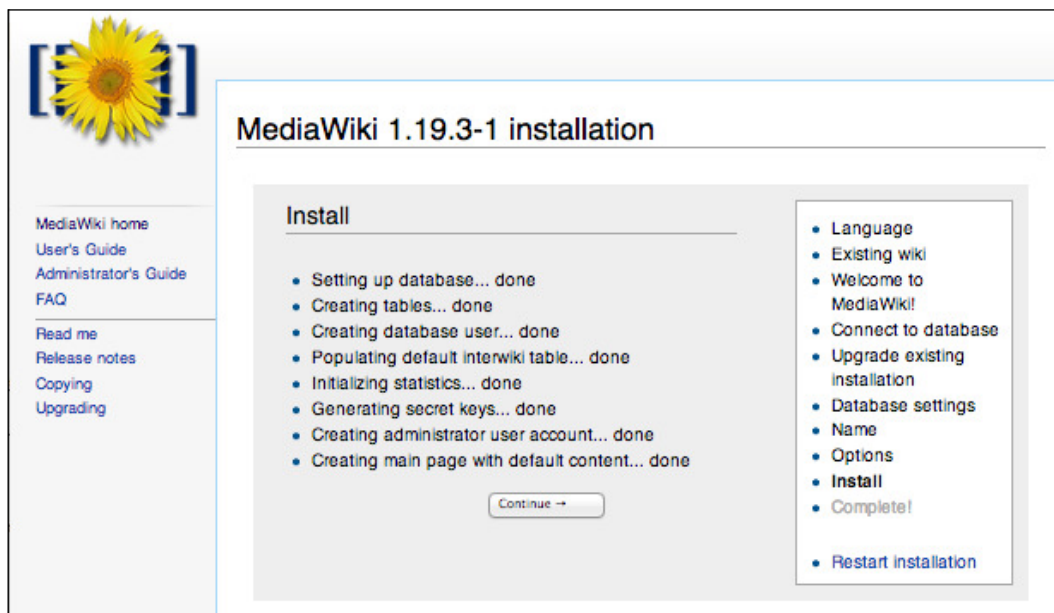 MediaWiki 1.19.3-1 installation
MediaWiki home
User's Guide
Administrator's Guide
FAQ
Read me
Release notes
Copying
Upgrading
Install
Setting up database... done
Creating tables... done
Creating database user... done
Populating default interwiki table... done
Initializing statistics... done
Generating secret keys... done
Creating administrator user account... done
Creating main page with default content... done
Continue →
Language
Existing wiki
Welcome to
MediaWiki!
Connect to database
Upgrade existing
installation
Database settings
Name
Options
Install
Complete!
Restart installation